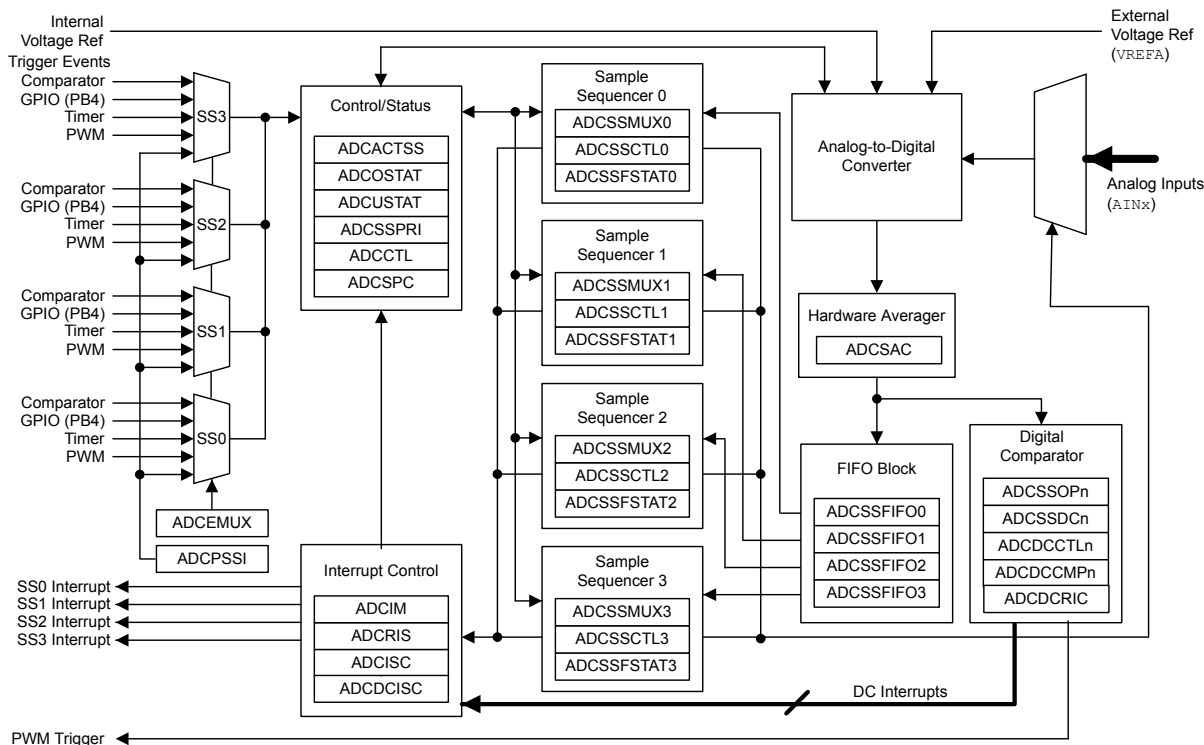 Internal
Voltage Ref
Trigger Events
Comparator
GPIO (PB4)
Timer
PWM
SS3
Comparator
GPIO (PB4)
Timer
PWM
SS2
Comparator
GPIO (PB4)
Timer
PWM
SS1
Comparator
GPIO (PB4)
Timer
PWM
SS0
ADCEMUX
ADCPSSI
SS0 Interrupt
SS1 Interrupt
SS2 Interrupt
SS3 Interrupt
PWM Trigger
Control/Status
ADCACTSS
ADCOSTAT
ADCUSTAT
ADCSSPRI
ADCCTL
ADCSPC
Interrupt Control
ADCIM
ADCRIS
ADCISC
ADCDCISC
Sample
Sequencer 0
ADCSSMUX0
ADCSSCTL0
ADCSSFSTAT0
Sample
Sequencer 1
ADCSSMUX1
ADCSSCTL1
ADCSSFSTAT1
Sample
Sequencer 2
ADCSSMUX2
ADCSSCTL2
ADCSSFSTAT2
Sample
Sequencer 3
ADCSSMUX3
ADCSSCTL3
ADCSSFSTAT3
External
Voltage Ref
(VREFA)
Analog-to-Digital
Converter
Analog Inputs
(AINx)
Hardware Averager
ADCSAC
FIFO Block
ADCSSFIFO0
ADCSSFIFO1
ADCSSFIFO2
ADCSSFIFO3
Digital
Comparator
ADCSSOPn
ADCSSDCn
ADCDCCTLn
ADCDCCMPn
ADCDCRIC
DC Interrupts